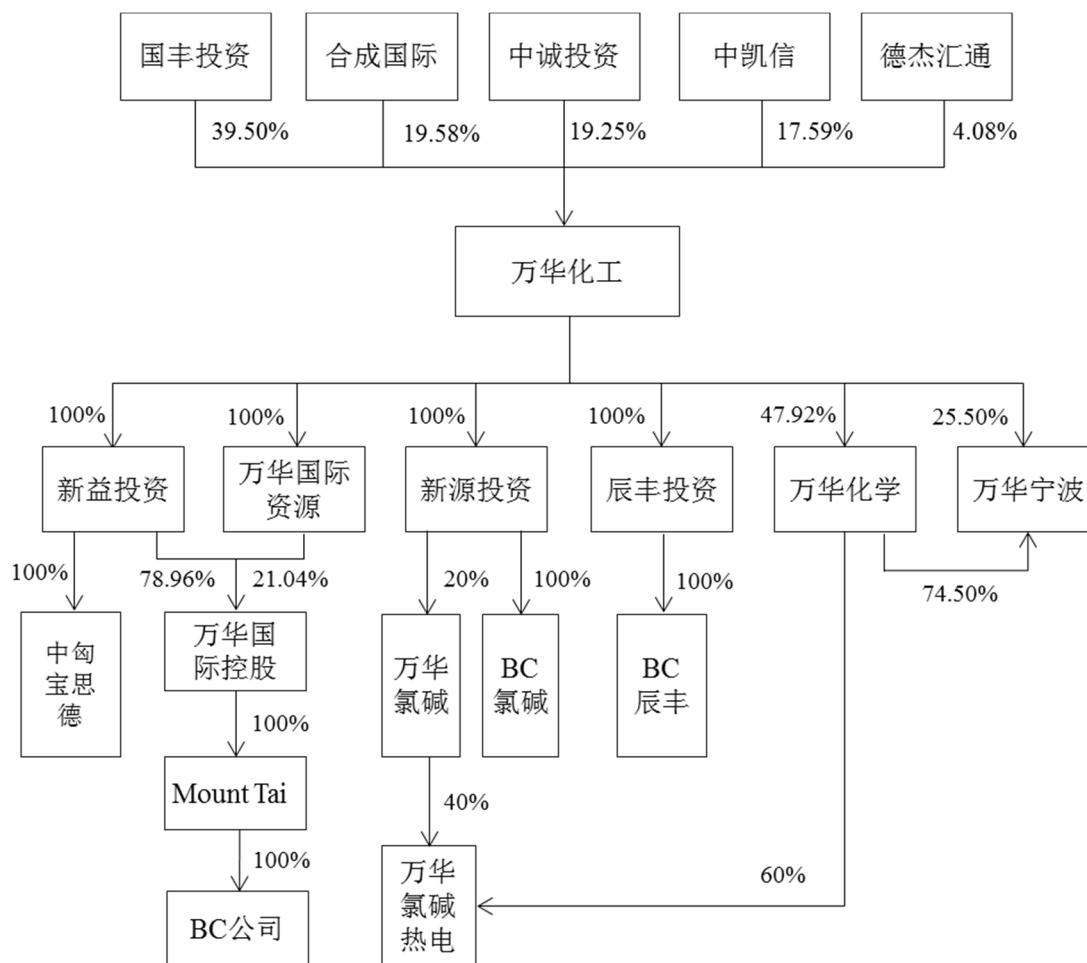 国丰投资
合成国际
中诚投资
中凯信
德杰汇通
39.50%
19.58%
19.25%
17.59%
4.08%
万华化工
100%
100%
100%
100%
47.92%
25.50%
新益投资
万华国际
资源
新源投资
辰丰投资
万华化学
万华宁波
100%
78.96%
21.04%
20%
100%
100%
74.50%
中匈
宝思
德
万华国
际控股
万华
氯碱
BC
氯碱
BC
辰丰
100%
Mount Tai
40%
100%
万华
氯碱
热电
60%
BC公司